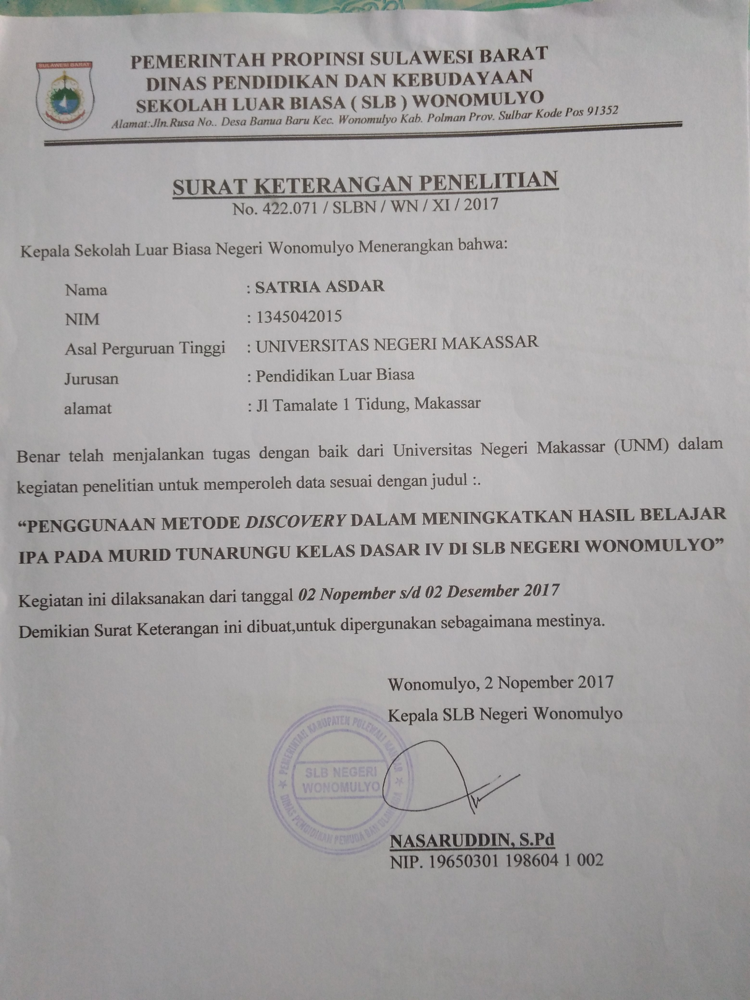 SULAWESI BARAT
PEMERINTAH PROPINSI SULAWESI BARAT
DINAS PENDIDIKAN DAN KEBUDAYAAN
SEKOLAH LUAR BIASA ( SLB ) WONOMULYO
Alamat:Jln.Rusa No.. Desa Banua Baru Kec. Wonomulyo Kab. Polman Prov. Sulbar Kode Pos 91352
SURAT KETERANGAN PENELITIAN
No. 422.071 / SLBN / WN / XI / 2017
Kepala Sekolah Luar Biasa Negeri Wonomulyo Menerangkan bahwa:
Nama : SATRIA ASDAR
NIM : 1345042015
Asal Perguruan Tinggi : UNIVERSITAS NEGERI MAKASSAR
Jurusan : Pendidikan Luar Biasa
alamat : Jl Tamalate 1 Tidung, Makassar
Benar telah menjalankan tugas dengan baik dari Universitas Negeri Makassar (UNM) dalam
kegiatan penelitian untuk memperoleh data sesuai dengan judul :.
“PENGGUNAAN METODE DISCOVERY DALAM MENINGKATKAN HASIL BELAJAR
IPA PADA MURID TUNARUNGU KELAS DASAR IV DI SLB NEGERI WONOMULYO”
Kegiatan ini dilaksanakan dari tanggal 02 Nopember s/d 02 Desember 2017
Demikian Surat Keterangan ini dibuat,untuk dipergunakan sebagaimana mestinya.
Wonomulyo, 2 Nopember 2017
Kepala SLB Negeri Wonomulyo
PEMERINTAH KABUPATEN POLEWALI MANDAR
SLB NEGERI
WONOMULYO
DINAS PENDIDIKAN PEMUDA DAN OLAHRAGA
NASARUDDIN, S.Pd
NIP. 19650301 198604 1 002